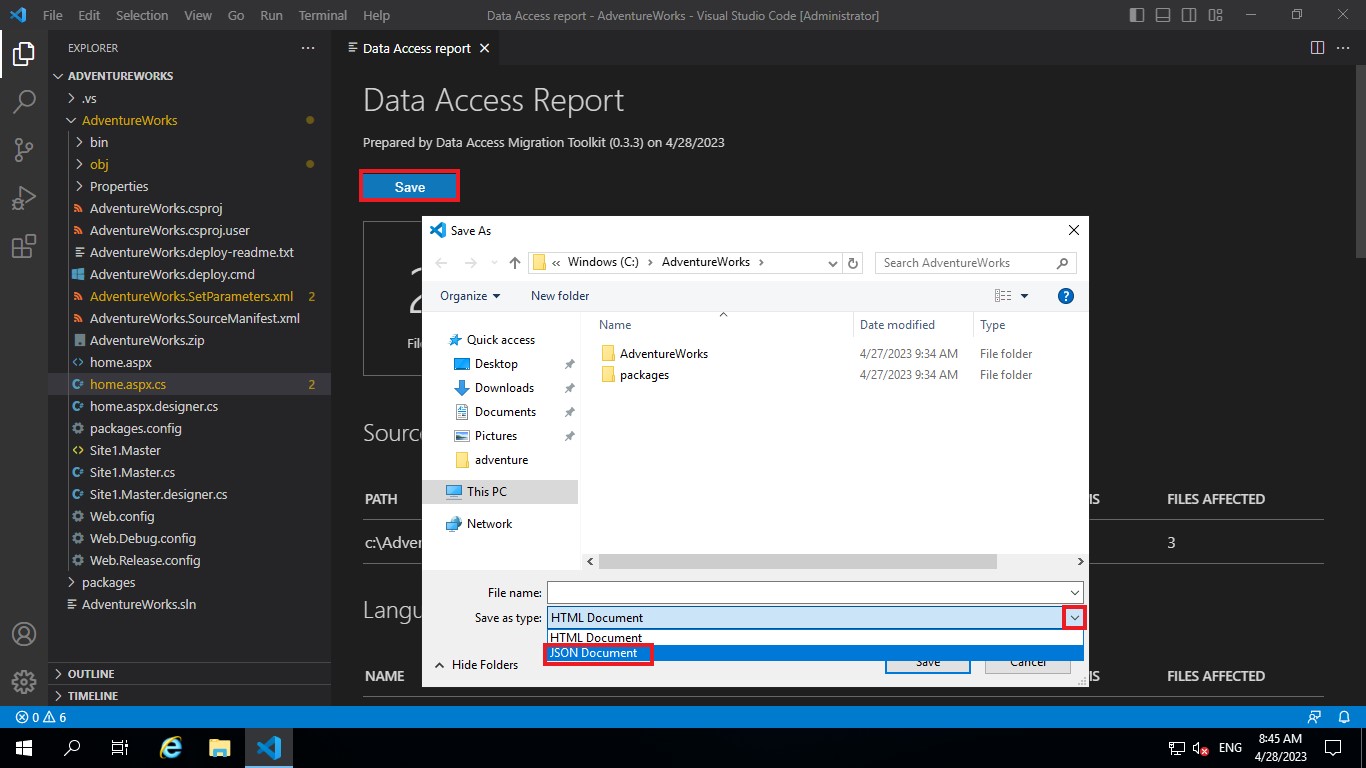 File Edit Selection View Go Run Terminal Help
Data Access report - AdventureWorks - Visual Studio Code [Administrator]
EXPLORER
ADVENTUREWORKS
.vs
AdventureWorks
bin
obj
Properties
AdventureWorks.csproj
AdventureWorks.csproj.user
AdventureWorks.deploy-readme.txt
AdventureWorks.deploy.cmd
AdventureWorks.SetParameters.xml 2
AdventureWorks.SourceManifest.xml
AdventureWorks.zip
home.aspx
home.aspx.cs 2
home.aspx.designer.cs
packages.config
Site1.Master
Site1.Master.cs
Site1.Master.designer.cs
Web.config
Web.Debug.config
Web.Release.config
packages
AdventureWorks.sln
OUTLINE
TIMELINE
Data Access report
Data Access Report
Prepared by Data Access Migration Toolkit (0.3.3) on 4/28/2023
Save
PATH
FILES AFFECTED
3
NAME
FILES AFFECTED
Save As
« Windows (C:) › AdventureWorks ›
Search AdventureWorks
Organize New folder
Name Date modified Type
Quick access
Desktop
Downloads
Documents
Pictures
adventure
This PC
Network
AdventureWorks 4/27/2023 9:34 AM File folder
packages 4/27/2023 9:34 AM File folder
File name:
Save as type: HTML Document
HTML Document
JSON Document
Hide Folders
Save Cancel
0 6
ENG
8:45 AM
4/28/2023